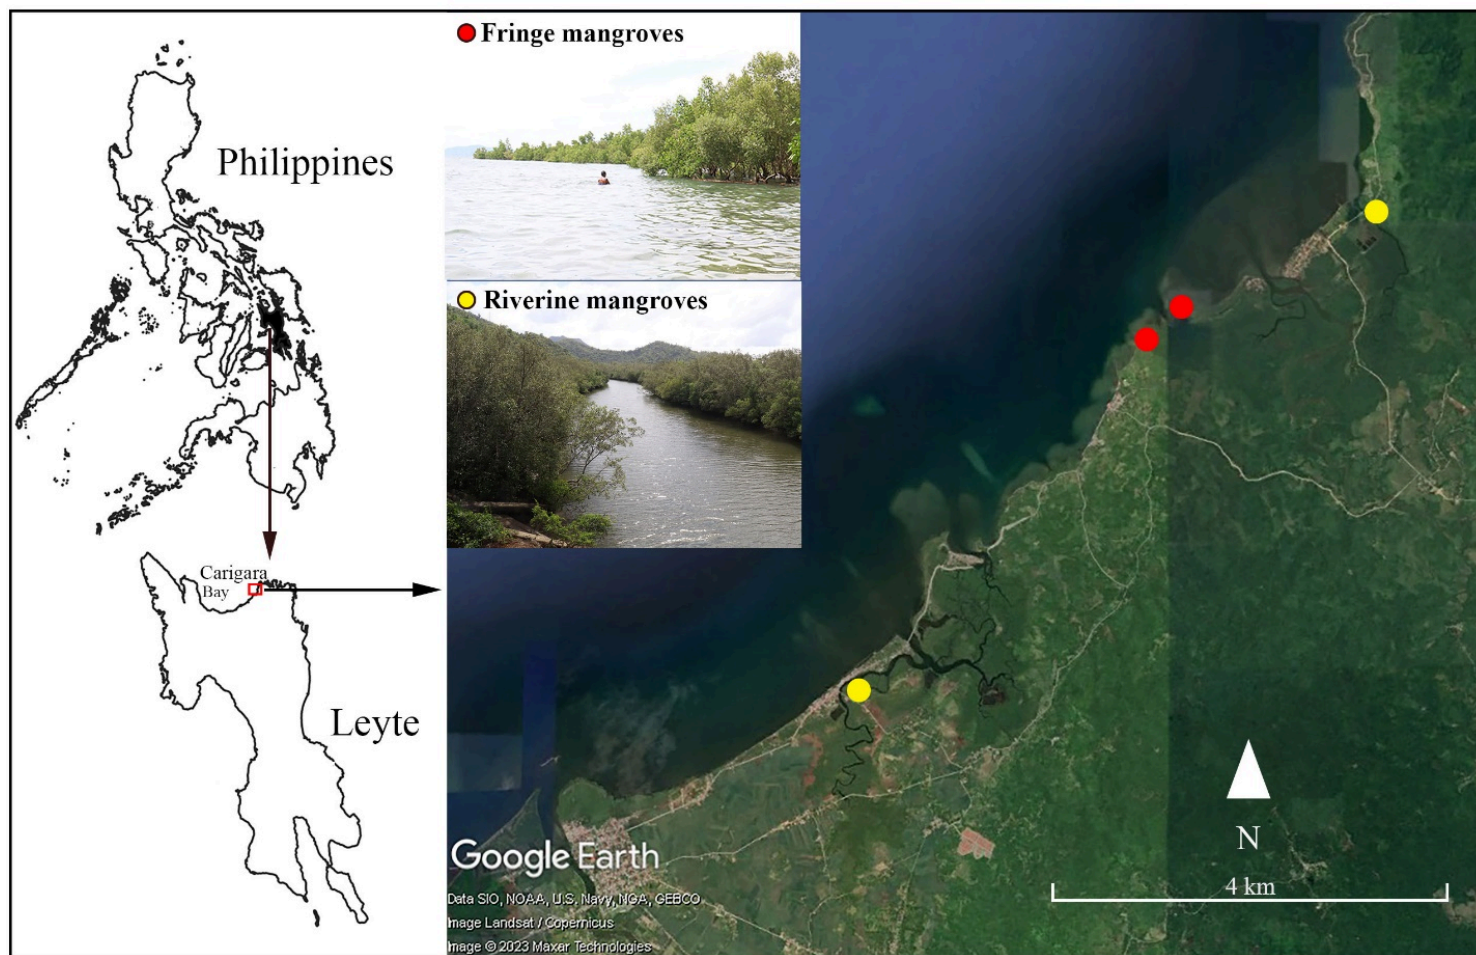 Philippines
Carigara
Bay
Leyte
Fringe mangroves
Riverine mangroves
Google Earth
Data SIO, NOAA, U.S. Navy, NGA, GEBCO
Image Landsat / Copernicus
Image © 2023 Maxar Technologies
N
4 km